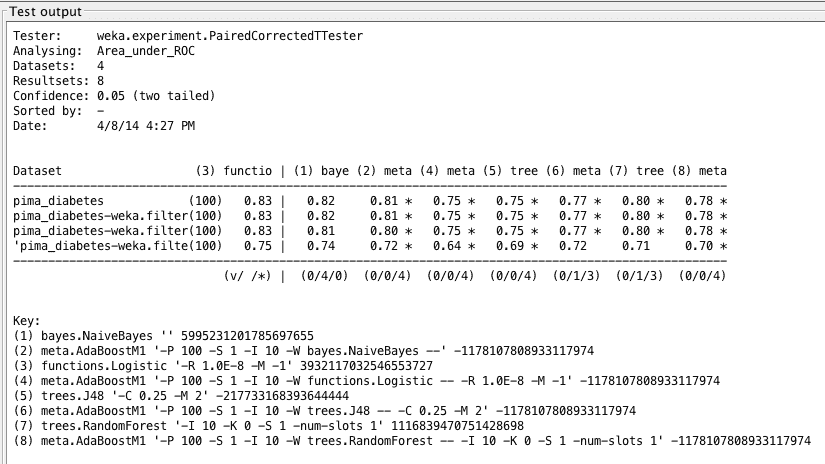 Test output
Tester:     weka.experiment.PairedCorrectedTTester
Analysing:  Area_under_ROC
Datasets:   4
Resultsets: 8
Confidence: 0.05 (two tailed)
Sorted by:  -
Date:       4/8/14 4:27 PM
Dataset                   (3) functio | (1) baye (2) meta (4) meta (5) tree (6) meta (7) tree (8) meta
----------------------------------------------------------------------------------------------
pima_diabetes            (100)   0.83 |   0.82     0.81 *   0.75 *   0.75 *   0.77 *   0.80 *   0.78 *
pima_diabetes-weka.filter(100)   0.83 |   0.82     0.81 *   0.75 *   0.75 *   0.77 *   0.80 *   0.78 *
pima_diabetes-weka.filter(100)   0.83 |   0.81     0.80 *   0.75 *   0.75 *   0.77 *   0.80 *   0.78 *
'pima_diabetes-weka.filte(100)   0.75 |   0.74     0.72 *   0.64 *   0.69 *   0.72     0.71     0.70 *
----------------------------------------------------------------------------------------------
(v/ /*) |  (0/4/0)  (0/0/4)  (0/0/4)  (0/0/4)  (0/1/3)  (0/1/3)  (0/0/4)
Key:
(1) bayes.NaiveBayes '' 5995231201785697655
(2) meta.AdaBoostM1 '-P 100 -S 1 -I 10 -W bayes.NaiveBayes --' -1178107808933117974
(3) functions.Logistic '-R 1.0E-8 -M -1' 3932117032546553727
(4) meta.AdaBoostM1 '-P 100 -S 1 -I 10 -W functions.Logistic -- -R 1.0E-8 -M -1' -1178107808933117974
(5) trees.J48 '-C 0.25 -M 2' -217733168393644444
(6) meta.AdaBoostM1 '-P 100 -S 1 -I 10 -W trees.J48 -- -C 0.25 -M 2' -1178107808933117974
(7) trees.RandomForest '-I 10 -K 0 -S 1 -num-slots 1' 1116839470751428698
(8) meta.AdaBoostM1 '-P 100 -S 1 -I 10 -W trees.RandomForest -- -I 10 -K 0 -S 1 -num-slots 1' -1178107808933117974